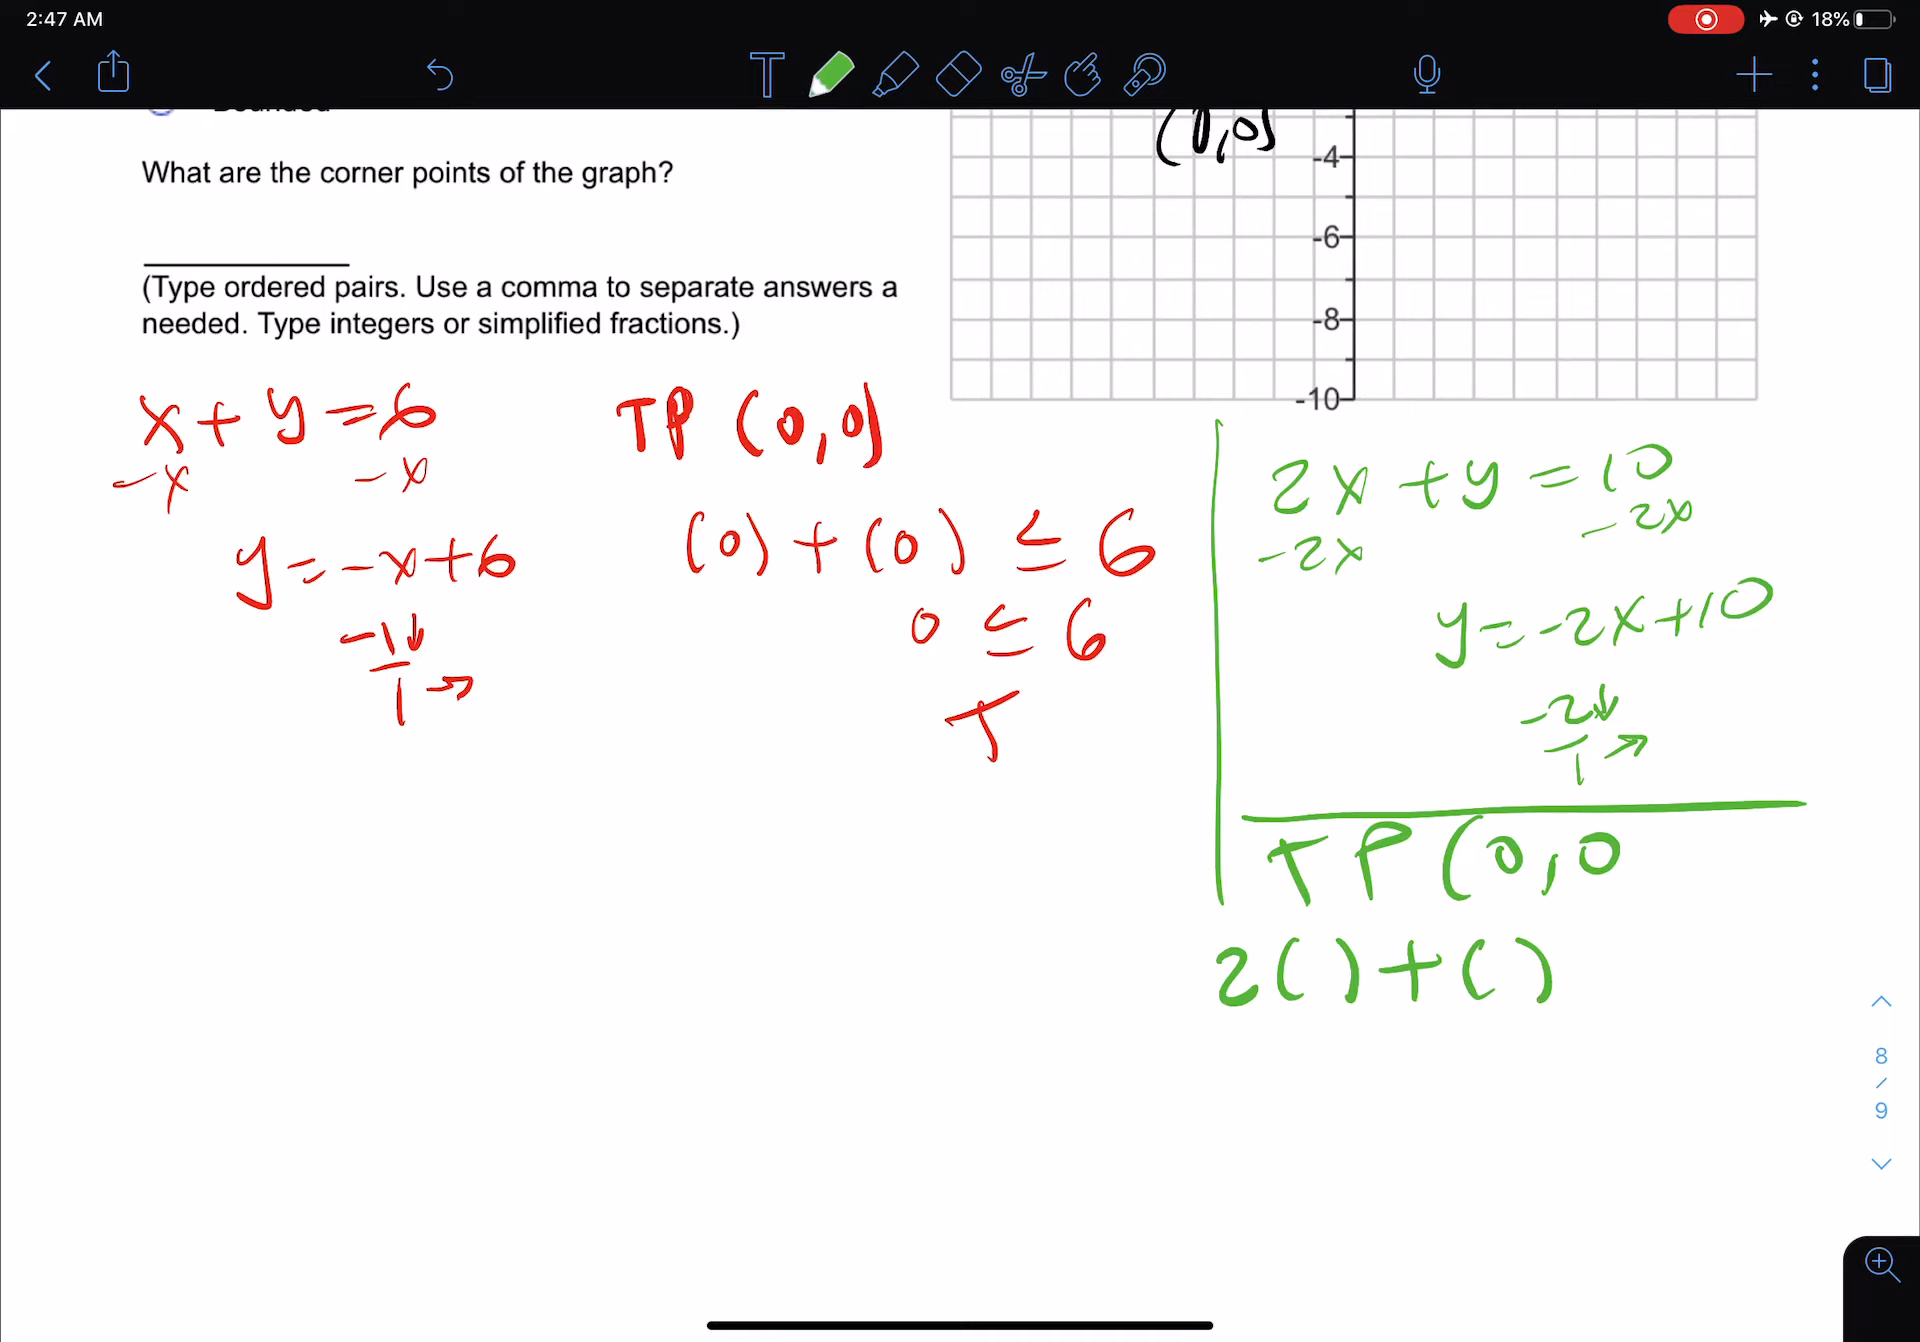 2:47 AM
18%
Bounded
(0,0)
What are the corner points of the graph?
(Type ordered pairs. Use a comma to separate answers a
needed. Type integers or simplified fractions.)
-4
-6
-8
-10
x + y = 6
-x -x
y = -x + 6
-1↓
1 →
TP (0,0)
(0) + (0) ≤ 6
0 ≤ 6
T
2x + y = 10
-2x -2x
y = -2x + 10
-2↓
1 →
TP (0,0
2( ) + ( )
8
/
9